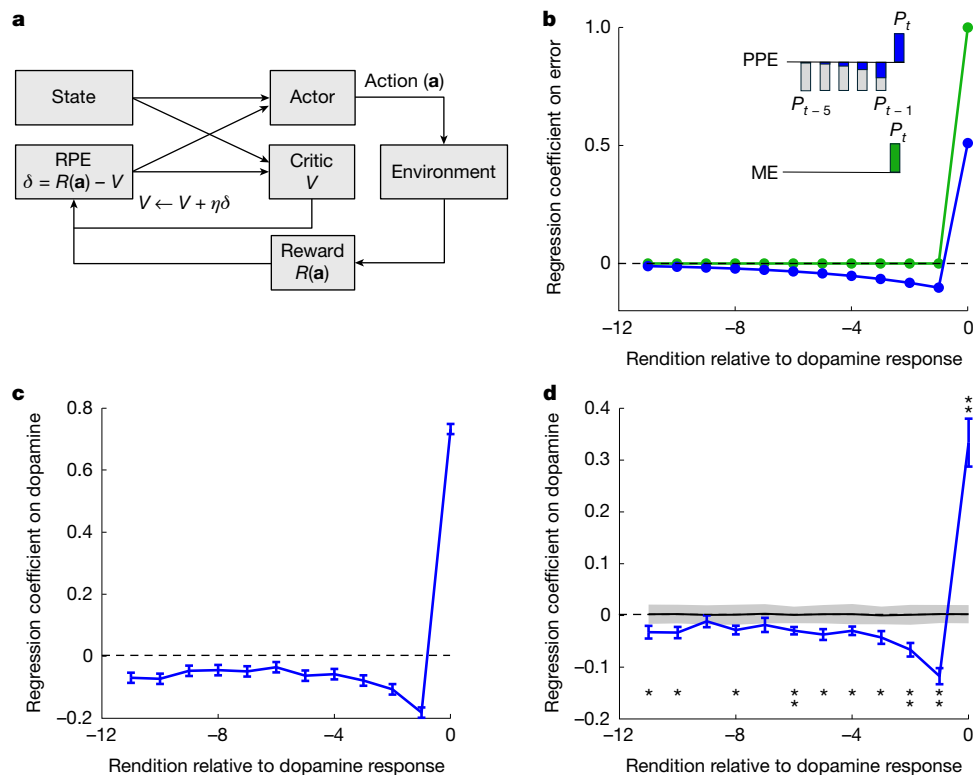 a
State
Actor
Action (a)
RPE
δ = R(a) – V
Critic
V
Environment
V ← V + ηδ
Reward
R(a)
b
Regression coefficient on error
1.0
0.5
0
PPE
Pt
Pt – 5
Pt – 1
ME
Pt
–12
–8
–4
0
Rendition relative to dopamine response
c
Regression coefficient on dopamine
0.8
0.6
0.4
0.2
0
–0.2
–12
–8
–4
0
Rendition relative to dopamine response
d
Regression coefficient on dopamine
0.4
0.3
0.2
0.1
0
–0.1
–0.2
**
* * * ** * * * ** **
–12
–8
–4
0
Rendition relative to dopamine response